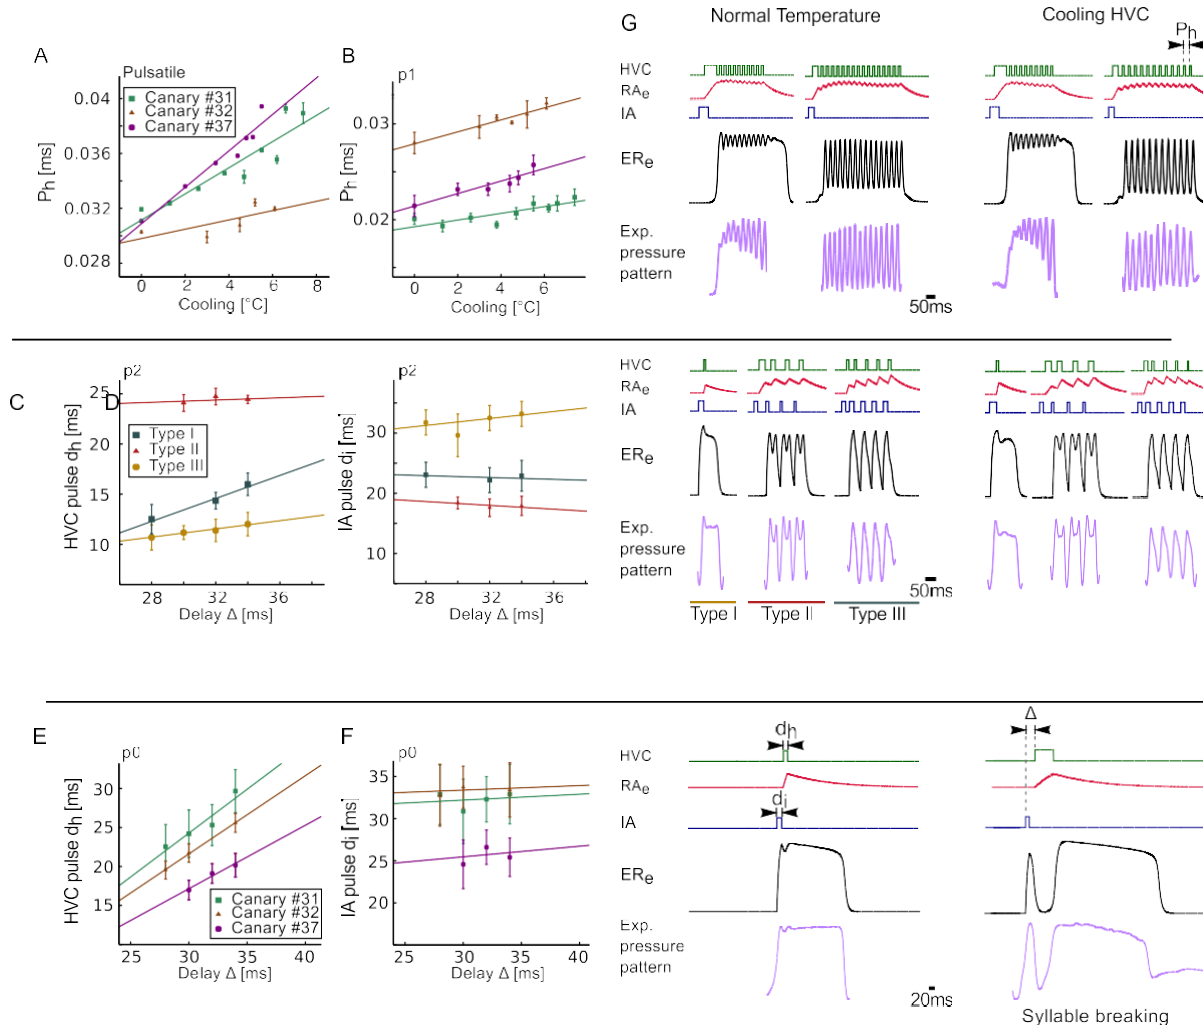 G
Normal Temperature
Cooling HVC
A
Pulsatile
Canary #31
Canary #32
Canary #37
0.04
0.036
0.032
0.028
Ph [ms]
0 2 4 6 8
Cooling [°C]
B
p1
0.03
0.02
Ph [ms]
0 2 4 6
Cooling [°C]
Ph
HVC
RAe
IA
ERe
Exp.
pressure
pattern
50ms
C
p2
25
20
15
10
HVC pulse dh [ms]
Type I
Type II
Type III
28 32 36
Delay Δ [ms]
D
p2
30
20
10
5
IA pulse di [ms]
28 32 36
Delay Δ [ms]
HVC
RAe
IA
ERe
Exp.
pressure
pattern
50ms
Type I
Type II
Type III
E
p0
30
25
20
15
HVC pulse dh [ms]
Canary #31
Canary #32
Canary #37
25 30 35 40
Delay Δ [ms]
F
p0
35
30
25
20
IA pulse di [ms]
25 30 35 40
Delay Δ [ms]
dh
Δ
HVC
RAe
di
IA
ERe
Exp.
pressure
pattern
20ms
Syllable breaking